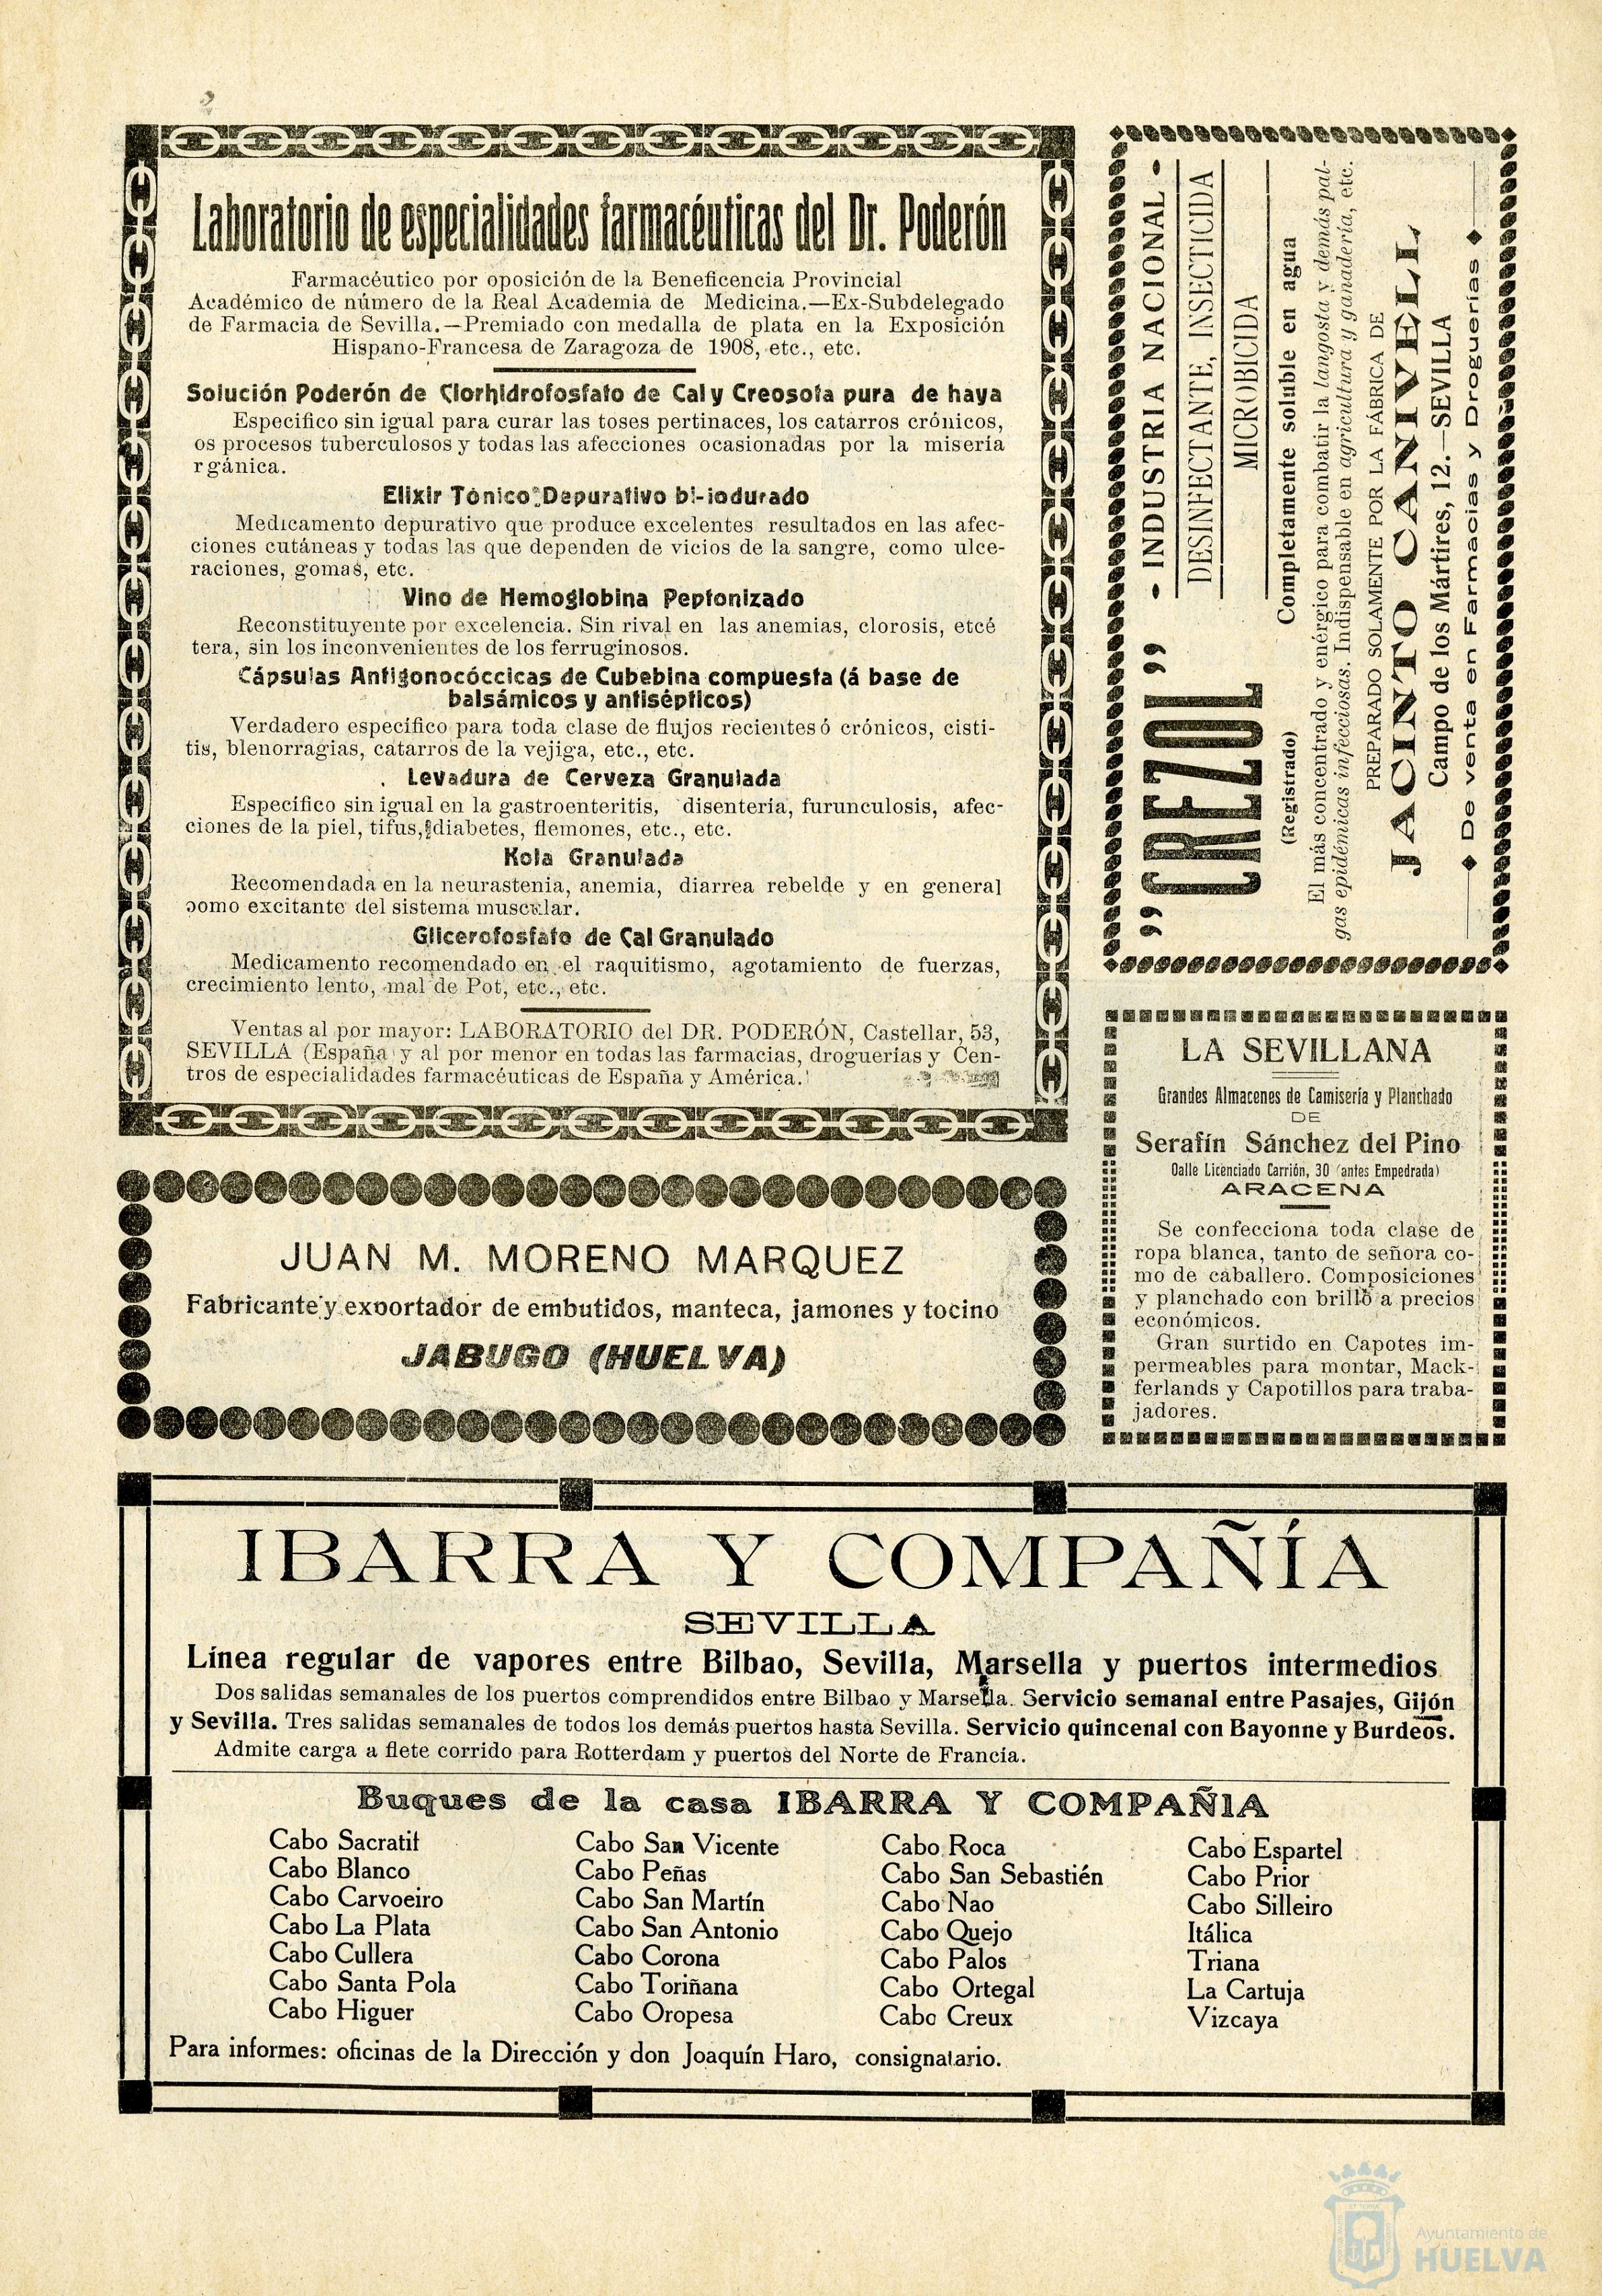 Laboratorio de especialidades farmacéuticas del Dr. Poderón
Farmacéutico por oposición de la Beneficencia Provincial
Académico de número de la Real Academia de Medicina.—Ex-Subdelegado
de Farmacia de Sevilla.—Premiado con medalla de plata en la Exposición
Hispano-Francesa de Zaragoza de 1908, etc., etc.
Solución Poderón de Clorhidrofosfato de Cal y Creosota pura de haya
Especifico sin igual para curar las toses pertinaces, los catarros crónicos,
os procesos tuberculosos y todas las afecciones ocasionadas por la miseria
rgánica.
Elixir Tónico Depurativo bi-iodurado
Medicamento depurativo que produce excelentes resultados en las afec-
ciones cutáneas y todas las que dependen de vicios de la sangre, como ulce-
raciones, gomas, etc.
Vino de Hemoglobina Peptonizado
Reconstituyente por excelencia. Sin rival en las anemias, clorosis, etcé
tera, sin los inconvenientes de los ferruginosos.
Cápsulas Antigonocóccicas de Cubebina compuesta (á base de
balsámicos y antisépticos)
Verdadero especifico para toda clase de flujos recientes ó crónicos, cisti-
tis, blenorragias, catarros de la vejiga, etc., etc.
Levadura de Cerveza Granulada
Específico sin igual en la gastroenteritis, disenteria, furunculosis, afec-
ciones de la piel, tifus, diabetes, flemones, etc., etc.
Kola Granulada
Recomendada en la neurastenia, anemia, diarrea rebelde y en general
como excitante del sistema muscular.
Glicerofosfato de Cal Granulado
Medicamento recomendado en el raquitismo, agotamiento de fuerzas,
crecimiento lento, mal de Pot, etc., etc.
Ventas al por mayor: LABORATORIO del DR. PODERÓN, Castellar, 53,
SEVILLA (España y al por menor en todas las farmacias, droguerías y Cen-
tros de especialidades farmacéuticas de España y América.
„CREZOL”
(Registrado)
- INDUSTRIA NACIONAL -
DESINFECTANTE, INSECTICIDA
MICROBICIDA
Completamente soluble en agua
El más concentrado y enérgico para combatir la langosta y demás pal-
gas epidémicas infecciosas. Indispensable en agricultura y ganadería, etc.
PREPARADO SOLAMENTE POR LA FÁBRICA DE
JACINTO CANIVELL
Campo de los Mártires, 12.—SEVILLA
De venta en Farmacias y Droguerías
LA SEVILLANA
Grandes Almacenes de Camisería y Planchado
DE
Serafín Sánchez del Pino
Oalle Licenciado Carrión, 30 (antes Empedrada)
ARACENA
Se confecciona toda clase de
ropa blanca, tanto de señora co-
mo de caballero. Composiciones
y planchado con brillo a precios
económicos.
Gran surtido en Capotes im-
permeables para montar, Mack-
ferlands y Capotillos para traba-
jadores.
JUAN M. MORENO MARQUEZ
Fabricante y exportador de embutidos, manteca, jamones y tocino
JABUGO (HUELVA)
IBARRA Y COMPAÑÍA
SEVILLA
Línea regular de vapores entre Bilbao, Sevilla, Marsella y puertos intermedios
Dos salidas semanales de los puertos comprendidos entre Bilbao y Marsella. Servicio semanal entre Pasajes, Gijón
y Sevilla. Tres salidas semanales de todos los demás puertos hasta Sevilla. Servicio quincenal con Bayonne y Burdeos.
Admite carga a flete corrido para Rotterdam y puertos del Norte de Francia.
Buques de la casa IBARRA Y COMPAÑIA
Cabo Sacratif
Cabo Blanco
Cabo Carvoeiro
Cabo La Plata
Cabo Cullera
Cabo Santa Pola
Cabo Higuer
Cabo San Vicente
Cabo Peñas
Cabo San Martín
Cabo San Antonio
Cabo Corona
Cabo Toriñana
Cabo Oropesa
Cabo Roca
Cabo San Sebastién
Cabo Nao
Cabo Quejo
Cabo Palos
Cabo Ortegal
Cabo Creux
Cabo Espartel
Cabo Prior
Cabo Silleiro
Itálica
Triana
La Cartuja
Vizcaya
Para informes: oficinas de la Dirección y don Joaquín Haro, consignatario.
Ayuntamiento de
HUELVA